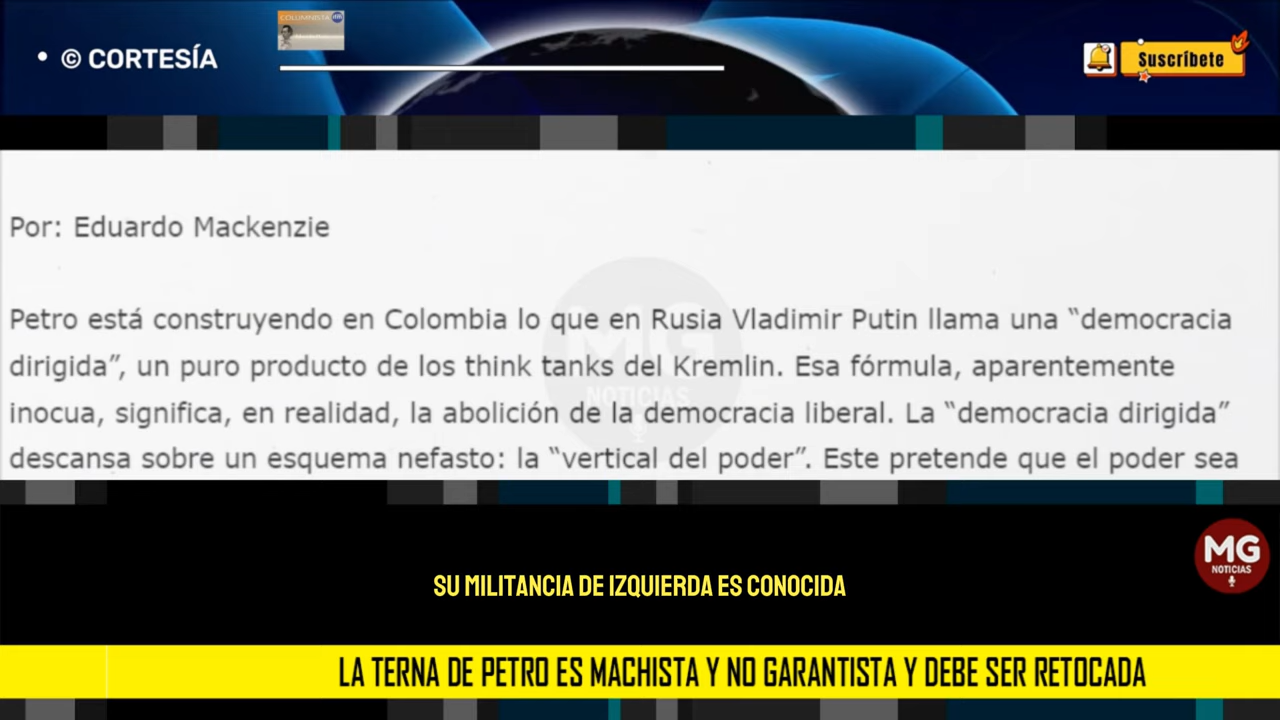 COLUMNISTA
• © CORTESÍA
Suscríbete
Por: Eduardo Mackenzie
Petro está construyendo en Colombia lo que en Rusia Vladimir Putin llama una “democracia
dirigida”, un puro producto de los think tanks del Kremlin. Esa fórmula, aparentemente
inocua, significa, en realidad, la abolición de la democracia liberal. La “democracia dirigida”
descansa sobre un esquema nefasto: la “vertical del poder”. Este pretende que el poder sea
MG
NOTICIAS
MG
NOTICIAS
SU MILITANCIA DE IZQUIERDA ES CONOCIDA
LA TERNA DE PETRO ES MACHISTA Y NO GARANTISTA Y DEBE SER RETOCADA